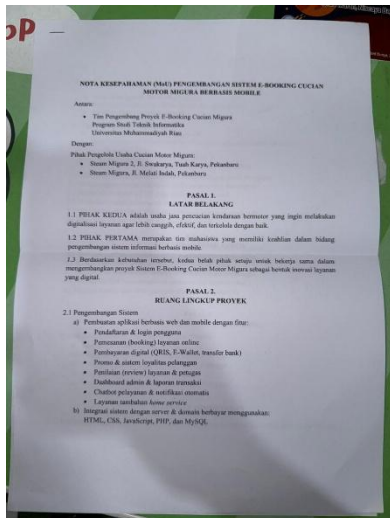 OP
NOTA KESEPAHAMAN (MoU) PENGEMBANGAN SISTEM E-BOOKING CUCIAN
MOTOR MIGURA BERBASIS MOBILE
Antara:
• Tim Pengembang Proyek E-Booking Cucian Migura
Program Studi Teknik Informatika
Universitas Muhammadiyah Riau
Dengan:
Pihak Pengelola Usaha Cucian Motor Migura:
• Steam Migura 2, Jl. Swakarya, Tuah Karya, Pekanbaru
• Steam Migura, Jl. Melati Indah, Pekanbaru
PASAL 1.
LATAR BELAKANG
1.1 PIHAK KEDUA adalah usaha jasa pencucian kendaraan bermotor yang ingin melakukan
digitalisasi layanan agar lebih canggih, efektif, dan terkelola dengan baik.
1.2 PIHAK PERTAMA merupakan tim mahasiswa yang memiliki keahlian dalam bidang
pengembangan sistem informasi berbasis mobile.
1.3 Berdasarkan kebutuhan tersebut, kedua belah pihak setuju untuk bekerja sama dalam
mengembangkan proyek Sistem E-Booking Cucian Motor Migura sebagai bentuk inovasi layanan
yang digital.
PASAL 2.
RUANG LINGKUP PROYEK
2.1 Pengembangan Sistem
a) Pembuatan aplikasi berbasis web dan mobile dengan fitur:
• Pendaftaran & login pengguna
• Pemesanan (booking) layanan online
• Pembayaran digital (QRIS, E-Wallet, transfer bank)
• Promo & sistem loyalitas pelanggan
• Penilaian (review) layanan & petugas
• Dashboard admin & laporan transaksi
• Chatbot pelayanan & notifikasi otomatis
• Layanan tambahan home service
b) Integrasi sistem dengan server & domain berbayar menggunakan:
HTML, CSS, JavaScript, PHP, dan MySQL